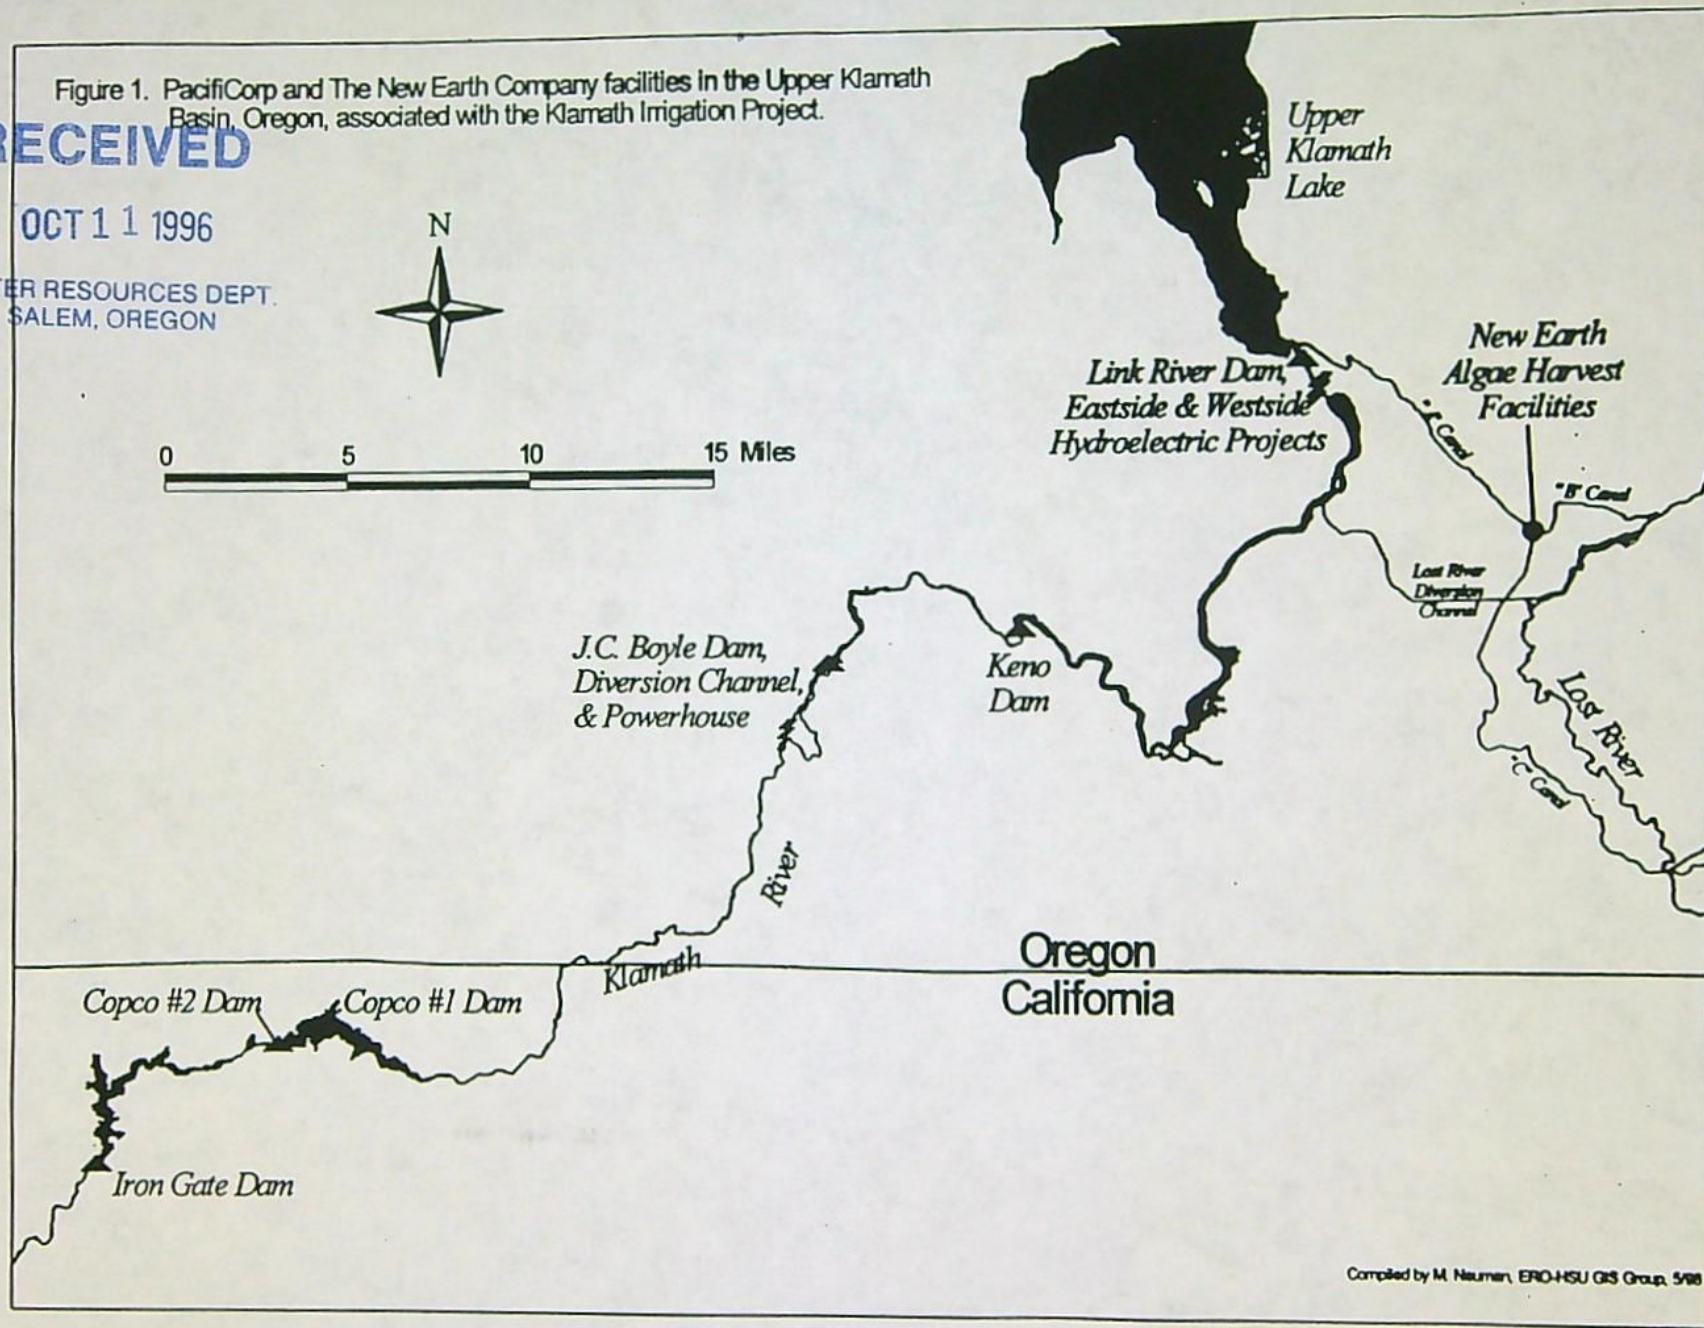 Figure 1. PacifiCorp and The New Earth Company facilities in the Upper Klamath
Basin, Oregon, associated with the Klamath Irrigation Project.
RECEIVED
OCT 11 1996
TER RESOURCES DEPT.
SALEM, OREGON
N
0 5 10 15 Miles
Upper
Klamath
Lake
New Earth
Algae Harvest
Facilities
Link River Dam,
Eastside & Westside
Hydroelectric Projects
Canal
"B" Canal
Lost River
Diversion
Channel
J.C. Boyle Dam,
Diversion Channel,
& Powerhouse
Keno
Dam
Lost River
"C" Canal
River
Klamath
Oregon
California
Copco #2 Dam
Copco #1 Dam
Iron Gate Dam
Compiled by M. Neuman, ERO-HSU GIS Group,